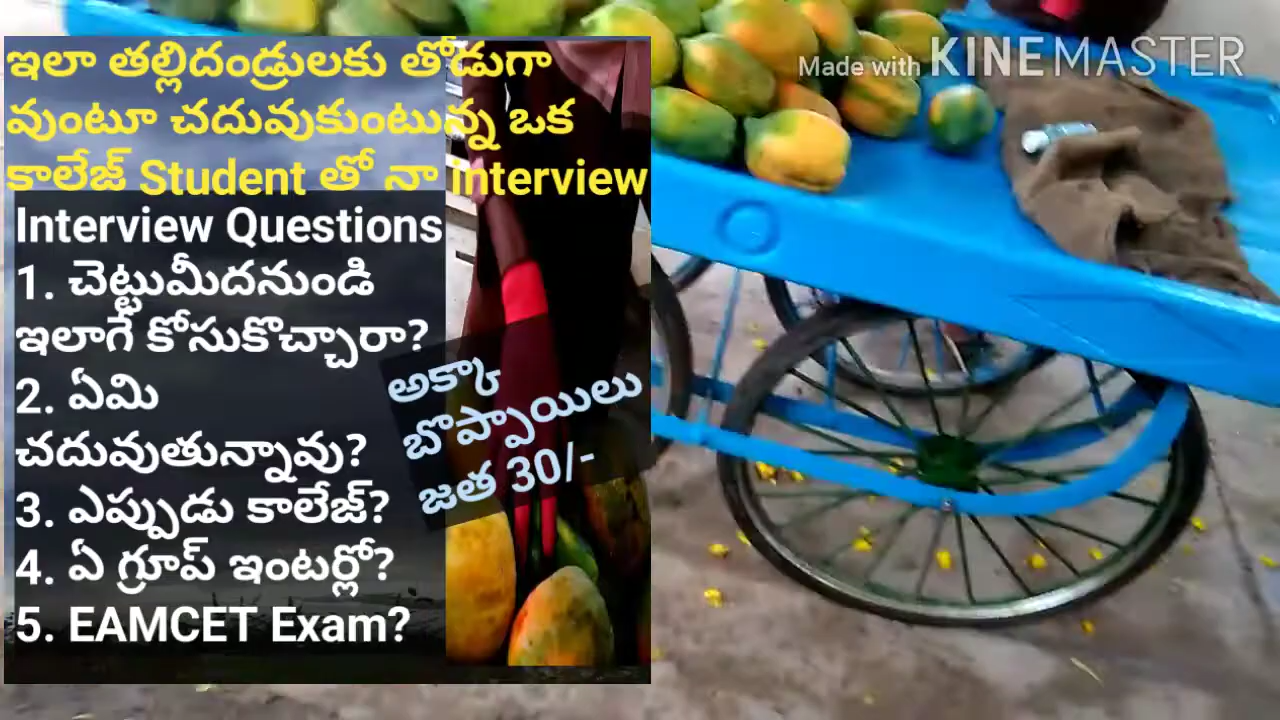 ఇలా తల్లిదండ్రులకు తోడుగా
వుంటూ చదువుకుంటున్న ఒక
కాలేజ్ Student తో నా interview
Interview Questions
1. చెట్టుమీదనుండి
ఇలాగే కోసుకొచ్చారా?
2. ఏమి
చదువుతున్నావు?
3. ఎప్పుడు కాలేజ్?
4. ఏ గ్రూప్ ఇంటర్లో?
5. EAMCET Exam?
అక్కా
బొప్పాయిలు
జత 30/-
Made with KINEMASTER